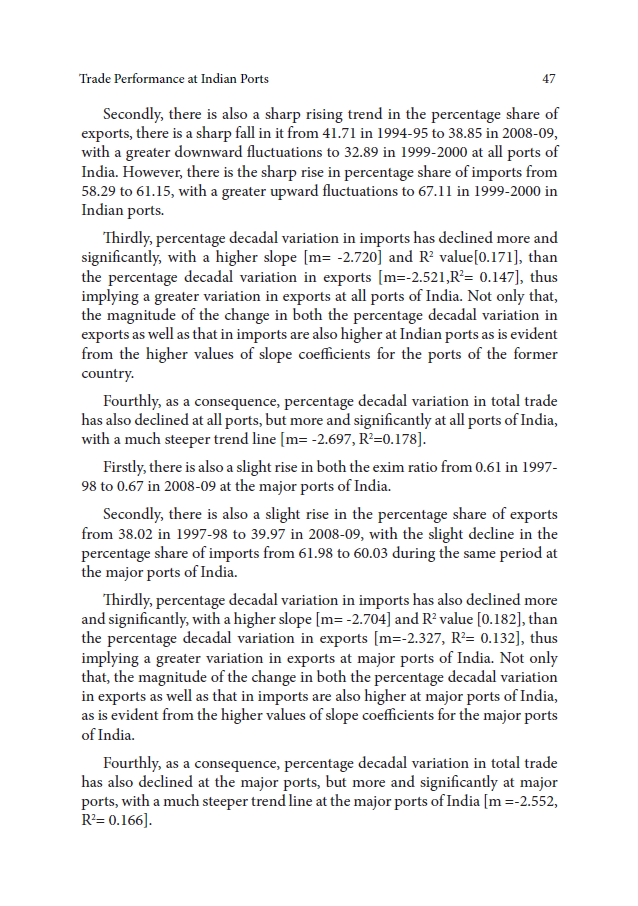 Trade Performance at Indian Ports 47
Secondly, there is also a sharp rising trend in the percentage share of
exports, there is a sharp fall in it from 41.71 in 1994-95 to 38.85 in 2008-09,
with a greater downward fluctuations to 32.89 in 1999-2000 at all ports of
India. However, there is the sharp rise in percentage share of imports from
58.29 to 61.15, with a greater upward fluctuations to 67.11 in 1999-2000 in
Indian ports.
Thirdly, percentage decadal variation in imports has declined more and
significantly, with a higher slope [m= -2.720] and R² value[0.171], than
the percentage decadal variation in exports [m=-2.521,R²= 0.147], thus
implying a greater variation in exports at all ports of India. Not only that,
the magnitude of the change in both the percentage decadal variation in
exports as well as that in imports are also higher at Indian ports as is evident
from the higher values of slope coefficients for the ports of the former
country.
Fourthly, as a consequence, percentage decadal variation in total trade
has also declined at all ports, but more and significantly at all ports of India,
with a much steeper trend line [m= -2.697, R²=0.178].
Firstly, there is also a slight rise in both the exim ratio from 0.61 in 1997-
98 to 0.67 in 2008-09 at the major ports of India.
Secondly, there is also a slight rise in the percentage share of exports
from 38.02 in 1997-98 to 39.97 in 2008-09, with the slight decline in the
percentage share of imports from 61.98 to 60.03 during the same period at
the major ports of India.
Thirdly, percentage decadal variation in imports has also declined more
and significantly, with a higher slope [m= -2.704] and R² value [0.182], than
the percentage decadal variation in exports [m=-2.327, R²= 0.132], thus
implying a greater variation in exports at major ports of India. Not only
that, the magnitude of the change in both the percentage decadal variation
in exports as well as that in imports are also higher at major ports of India,
as is evident from the higher values of slope coefficients for the major ports
of India.
Fourthly, as a consequence, percentage decadal variation in total trade
has also declined at the major ports, but more and significantly at major
ports, with a much steeper trend line at the major ports of India [m =-2.552,
R²= 0.166].